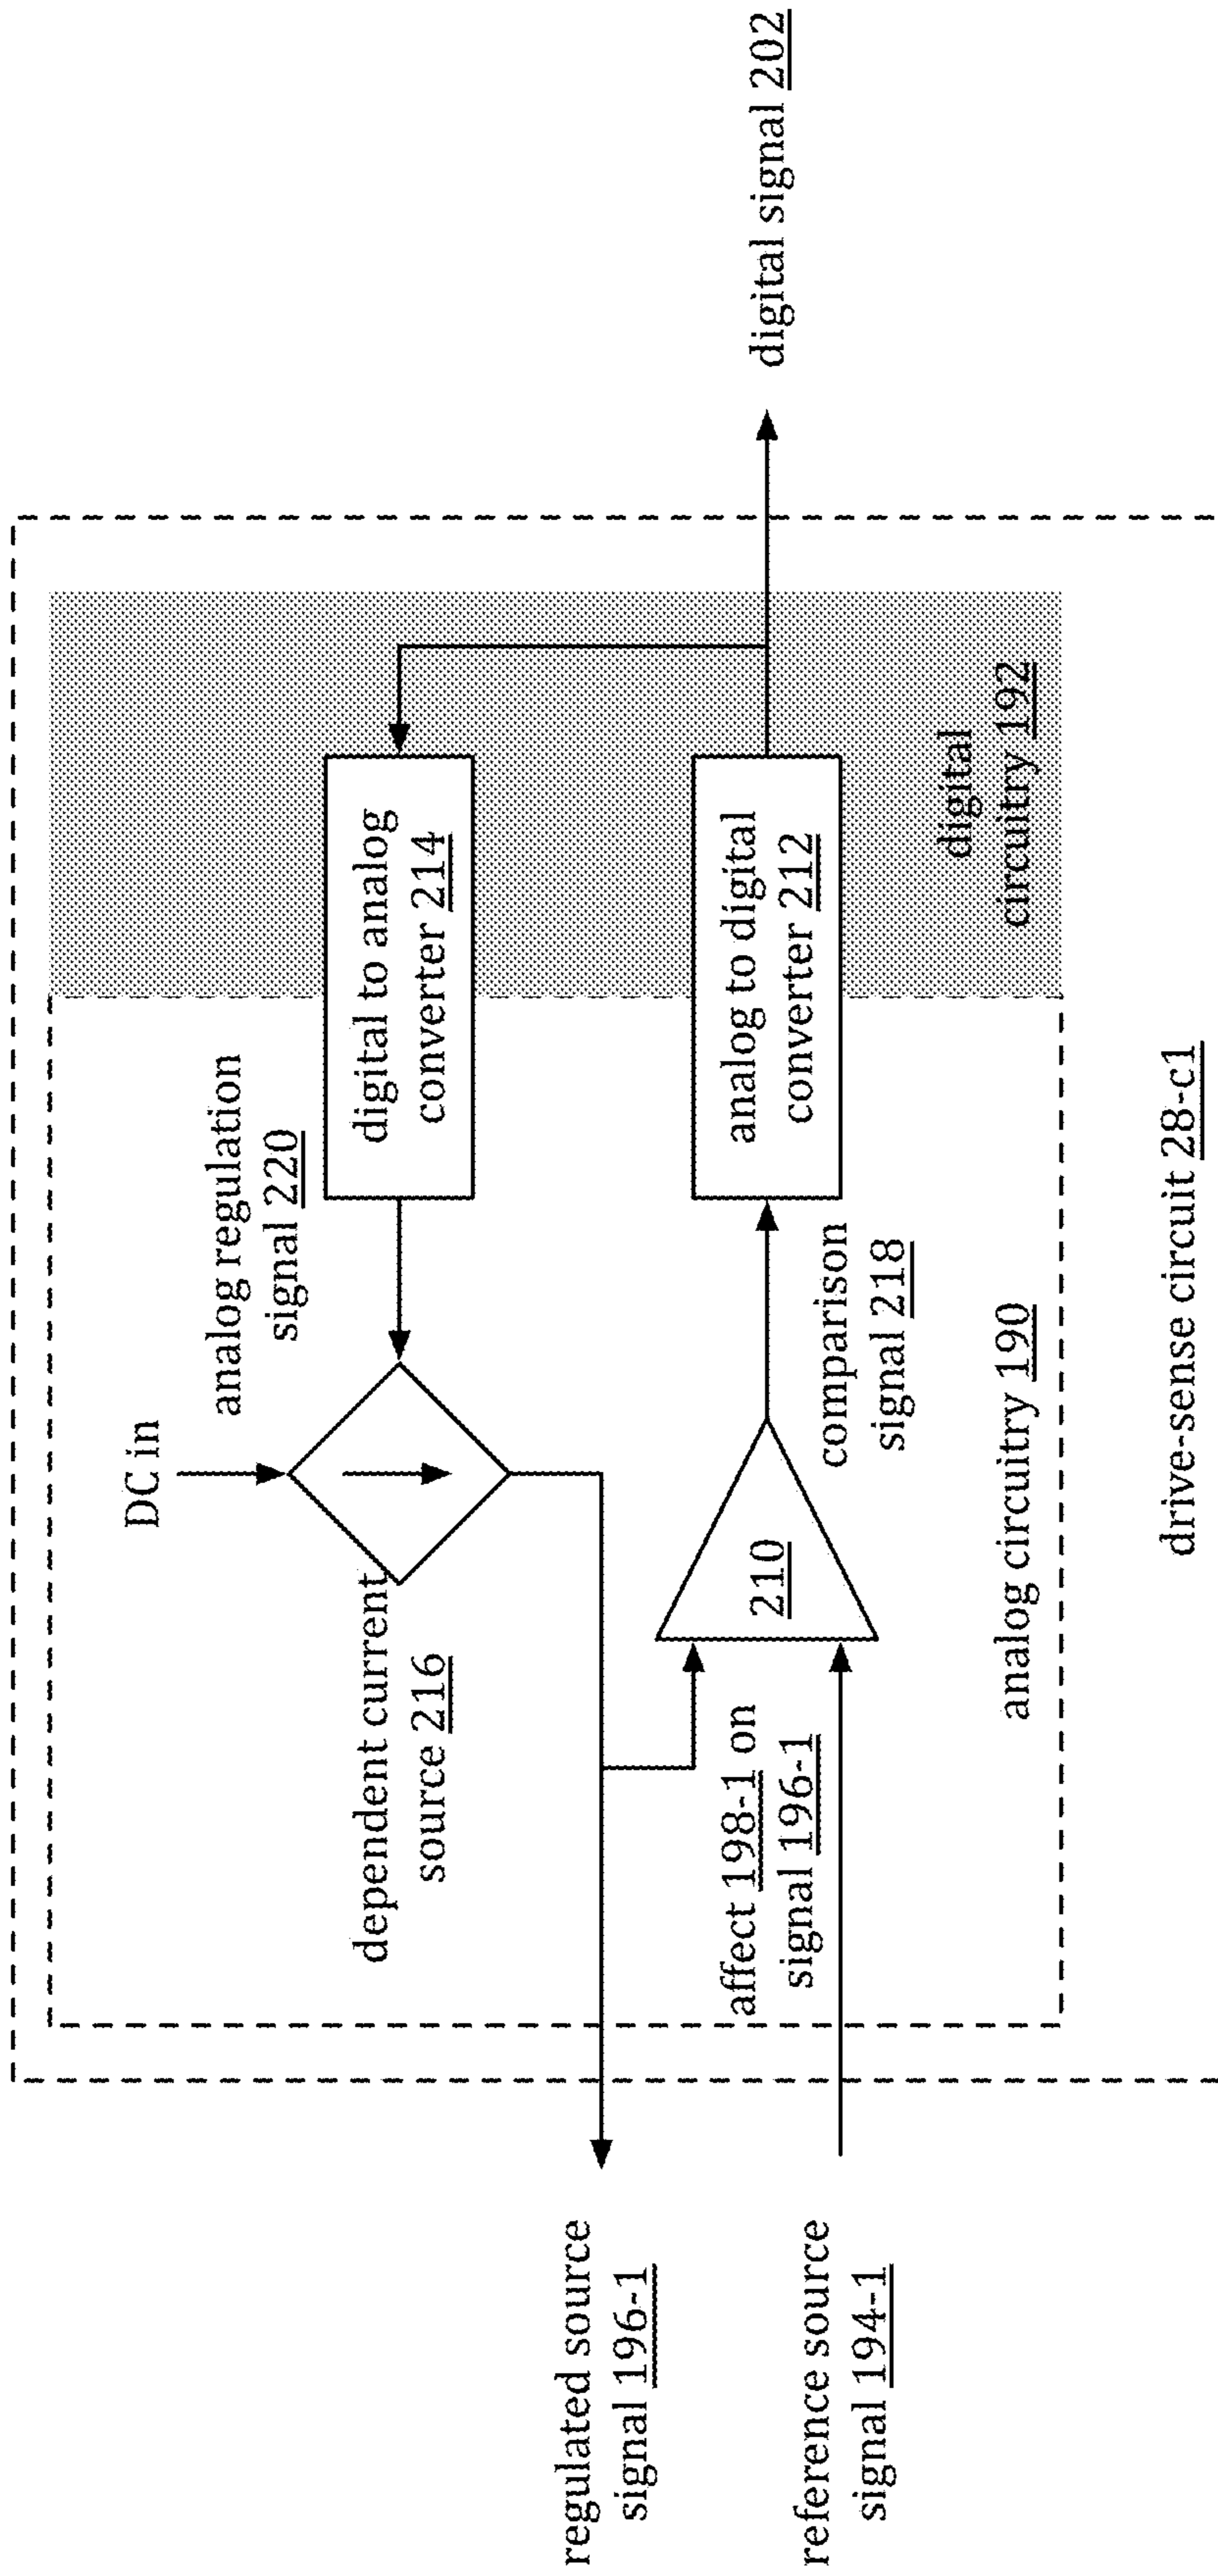 DC in
analog regulation
signal 220
dependent current
source 216
digital to analog
converter 214
regulated source
signal 196-1
affect 198-1 on
signal 196-1
210
analog to digital
converter 212
digital signal 202
reference source
signal 194-1
comparison
signal 218
digital
circuitry 192
analog circuitry 190
drive-sense circuit 28-c1